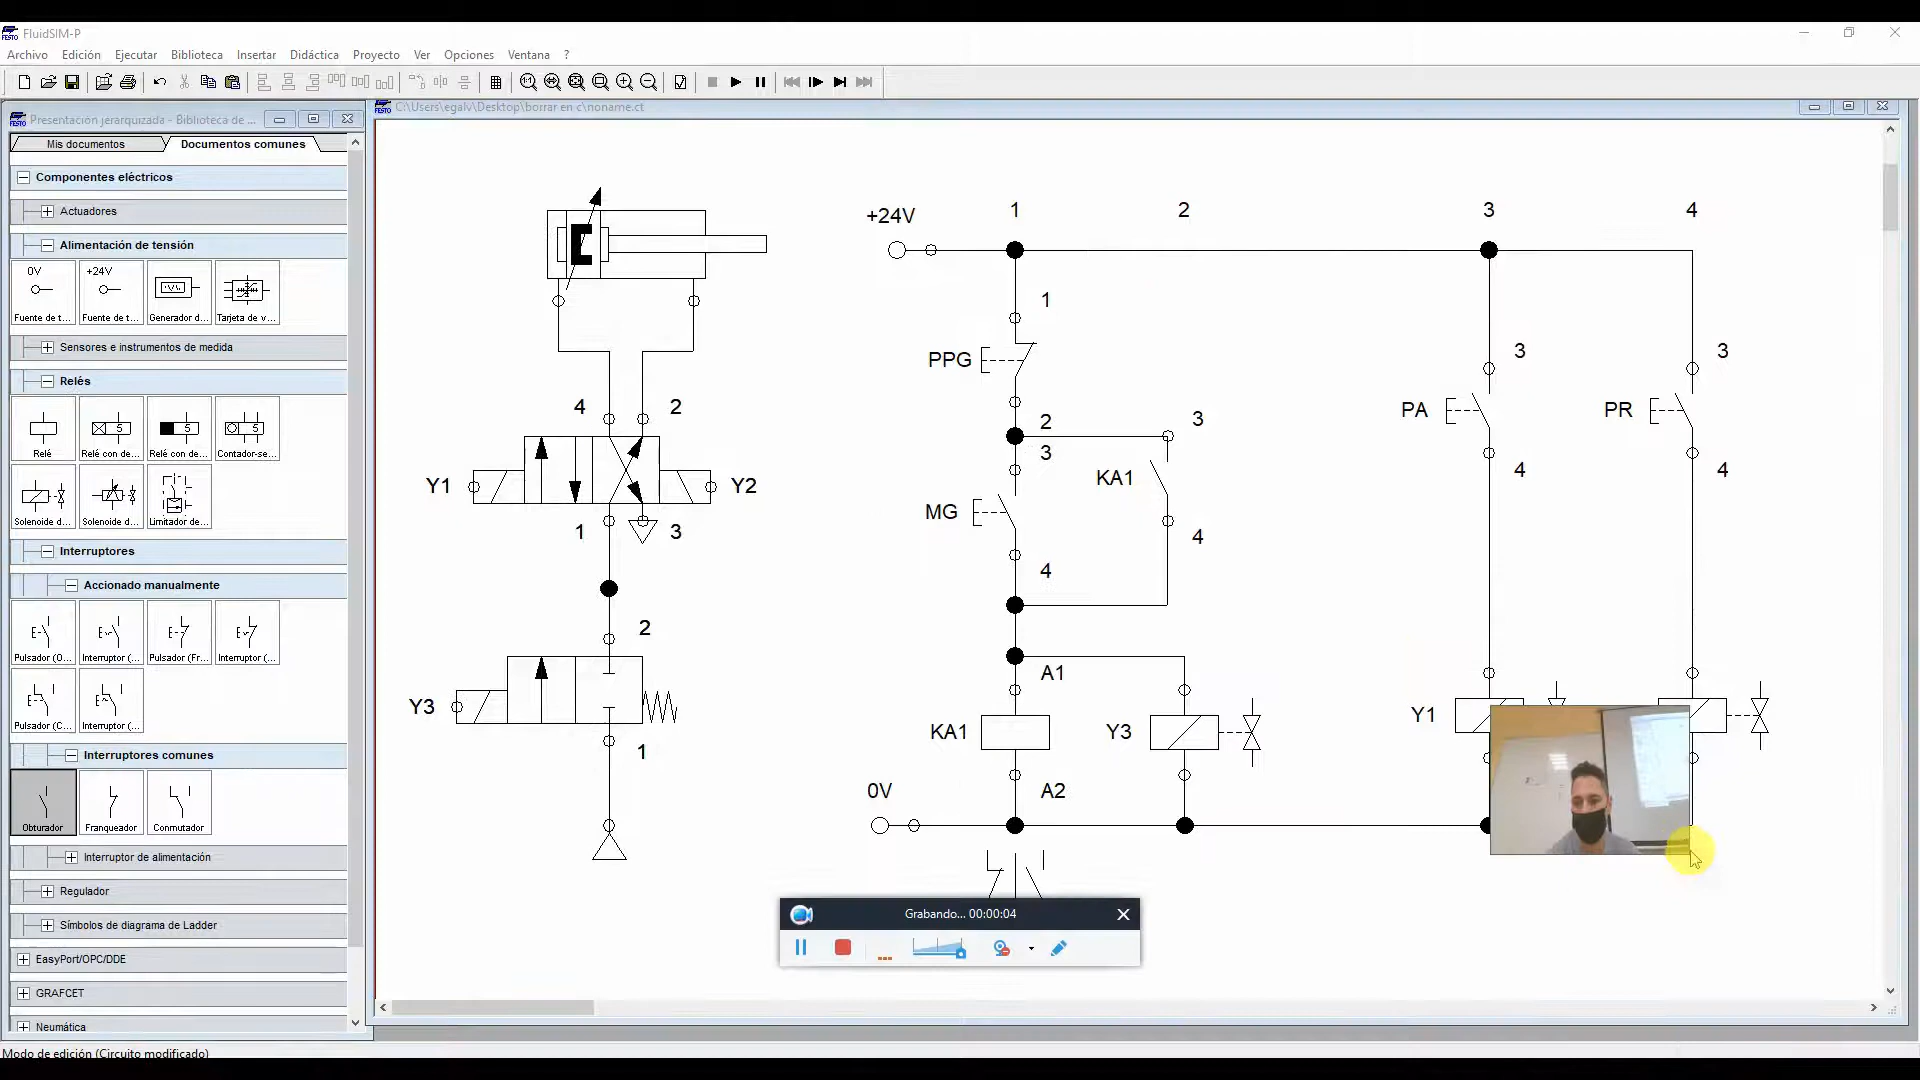 FluidSIM-P
Archivo Edición Ejecutar Biblioteca Insertar Didáctica Proyecto Ver Opciones Ventana ?
Presentación jerarquizada - Biblioteca de ...
C:\Users\egalv\Desktop\borrar en c\noname.ct
Mis documentos Documentos comunes
Componentes eléctricos
Actuadores
Alimentación de tensión
0V +24V
Fuente de t... Fuente de t... Generador d... Tarjeta de v...
Sensores e instrumentos de medida
Relés
5 5 5
Relé Relé con de... Relé con de... Contador-se...
Solenoide d... Solenoide d... Limitador de...
Interruptores
Accionado manualmente
Pulsador (O... Interruptor (... Pulsador (Fr... Interruptor (...
Pulsador (C... Interruptor (...
Interruptores comunes
Obturador Franqueador Conmutador
Interruptor de alimentación
Regulador
Símbolos de diagrama de Ladder
EasyPort/OPC/DDE
GRAFCET
Neumática
Modo de edición (Circuito modificado)
4 2
Y1 Y2
1 3
2
Y3
1
+24V 1 2 3 4
1
PPG
2 3
3
KA1
MG
4
4
A1
KA1 Y3
0V A2
3 3
PA PR
4 4
Y1
Grabando... 00:00:04